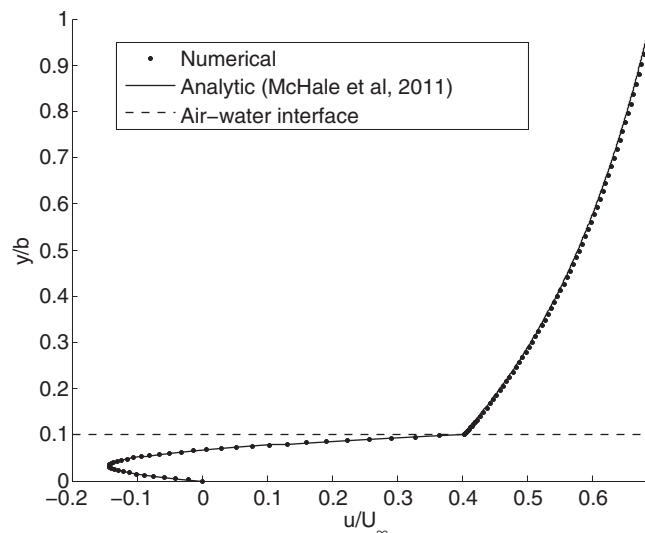 1
0.9
0.8
0.7
0.6
0.5
0.4
0.3
0.2
0.1
0
y/b
Numerical
Analytic (McHale et al, 2011)
Air−water interface
−0.2 −0.1 0 0.1 0.2 0.3 0.4 0.5 0.6
u/U∞